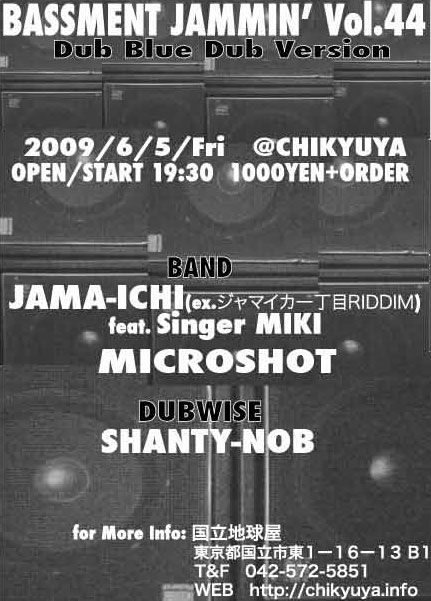 BASSMENT JAMMIN' Vol.44
Dub Blue Dub Version
2009/6/5/Fri @CHIKYUYA
OPEN/START 19:30 1000YEN+ORDER
BAND
JAMA-ICHI(ex.ジャマイカ一丁目RIDDIM)
feat. Singer MIKI
MICROSHOT
DUBWISE
SHANTY-NOB
for More Info: 国立地球屋
東京都国立市東1-16-13 B1
T&F 042-572-5851
WEB http://chikyuya.info